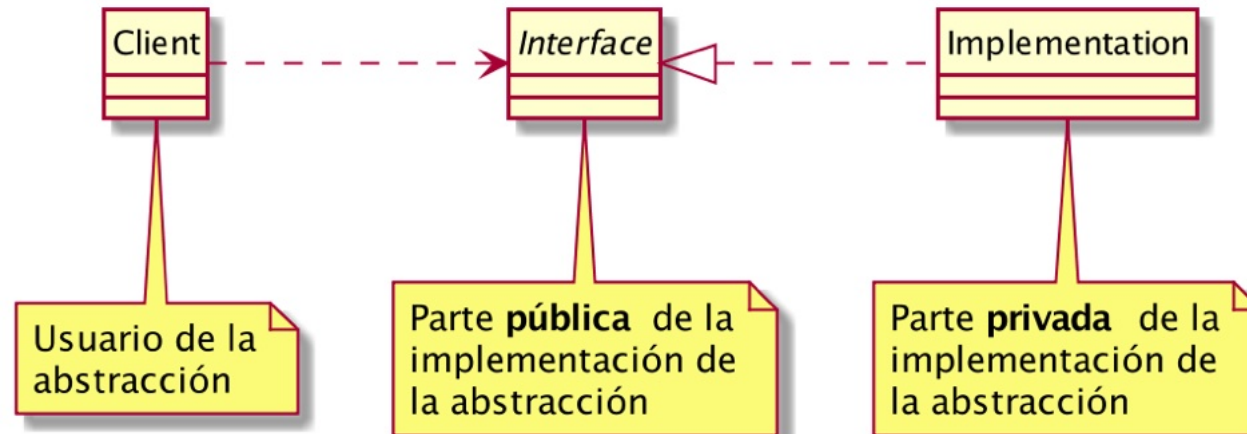 Client
Interface
Implementation
Usuario de la
abstracción
Parte pública de la
implementación de
la abstracción
Parte privada de la
implementación de
la abstracción